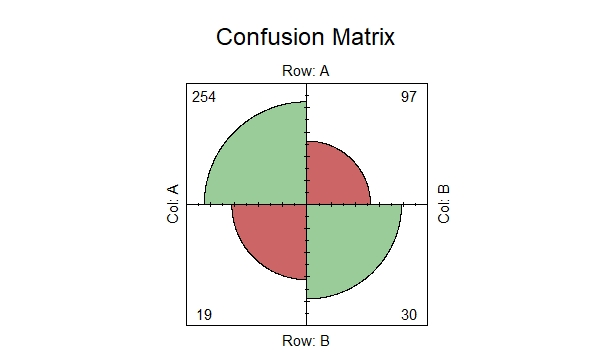 Confusion Matrix
Row: A
254 97
Col: A
Col: B
19 30
Row: B